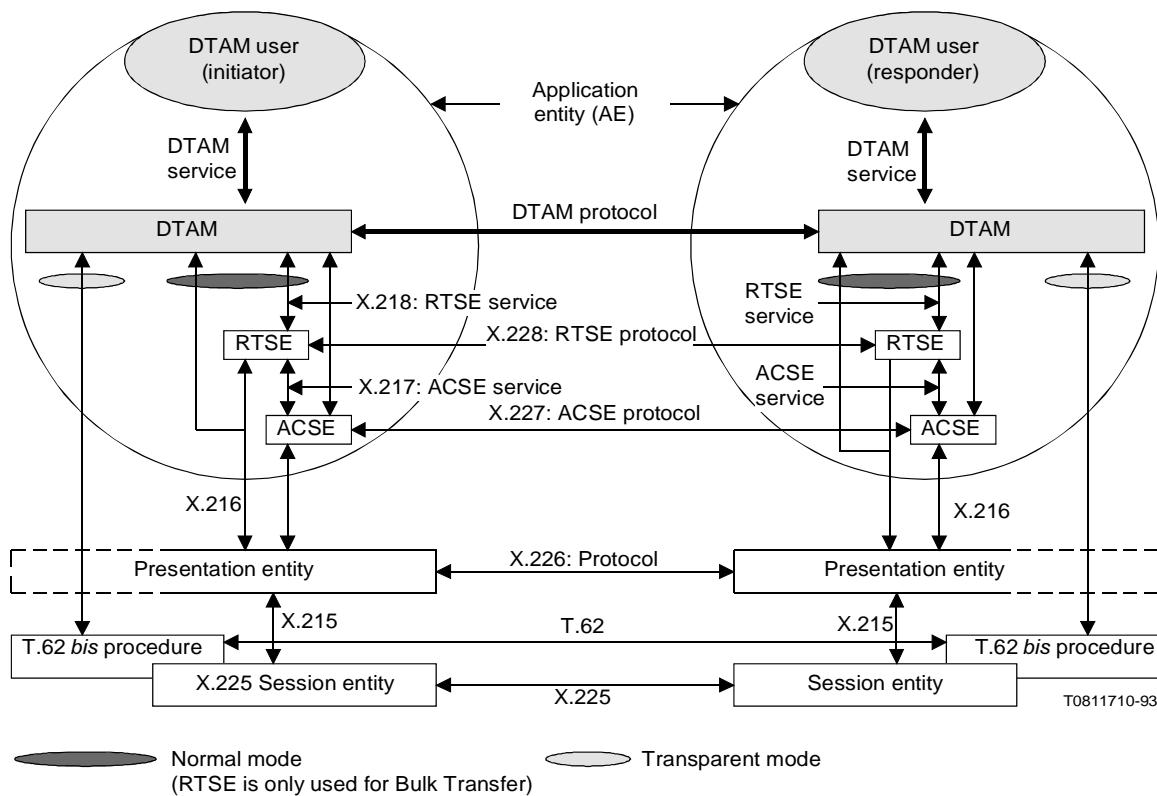 DTAM user
(initiator)
DTAM user
(responder)
Application
entity (AE)
DTAM
service
DTAM
service
DTAM protocol
DTAM
DTAM
X.218: RTSE service
RTSE
service
X.228: RTSE protocol
RTSE
RTSE
X.217: ACSE service
ACSE
service
X.227: ACSE protocol
ACSE
ACSE
X.216
X.216
X.226: Protocol
Presentation entity
Presentation entity
X.215
T.62
X.215
T.62 bis procedure
T.62 bis procedure
X.225 Session entity
X.225
Session entity
T0811710-93
Normal mode
(RTSE is only used for Bulk Transfer)
Transparent mode